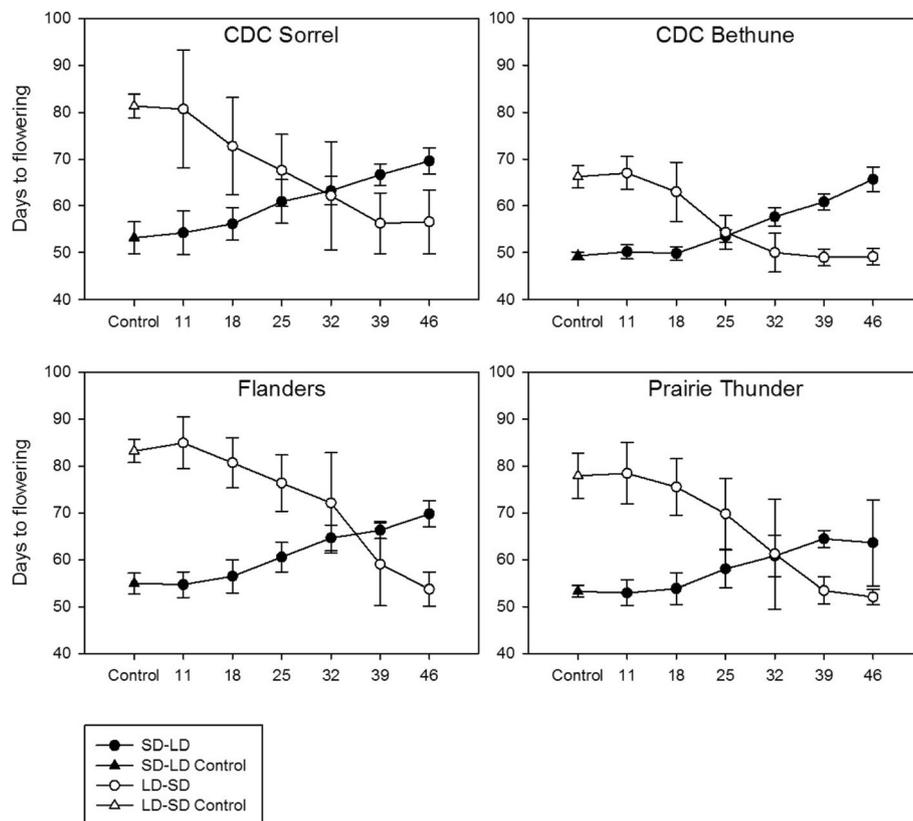 CDC Sorrel
Days to flowering
100
90
80
70
60
50
40
Control 11 18 25 32 39 46
CDC Bethune
100
90
80
70
60
50
40
Control 11 18 25 32 39 46
Flanders
Days to flowering
100
90
80
70
60
50
40
Control 11 18 25 32 39 46
Prairie Thunder
100
90
80
70
60
50
40
Control 11 18 25 32 39 46
SD-LD
SD-LD Control
LD-SD
LD-SD Control